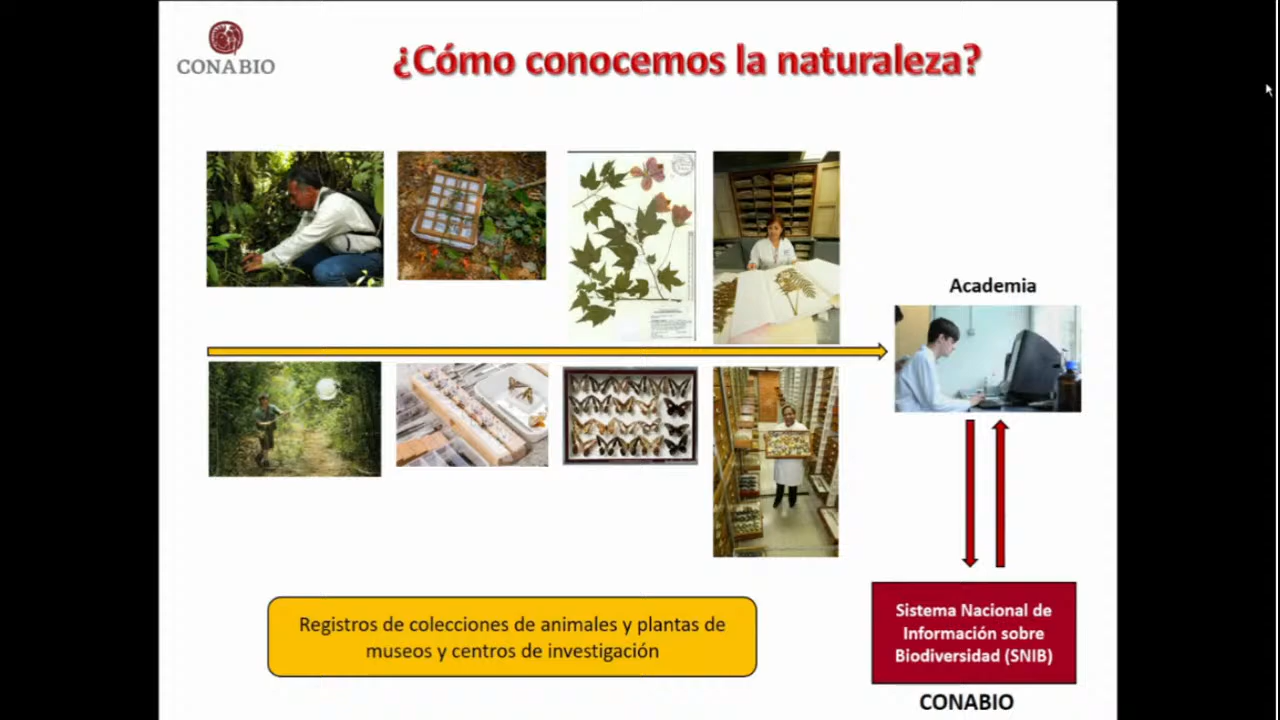 CONABIO
¿Cómo conocemos la naturaleza?
Academia
Registros de colecciones de animales y plantas de
museos y centros de investigación
Sistema Nacional de
Información sobre
Biodiversidad (SNIB)
CONABIO